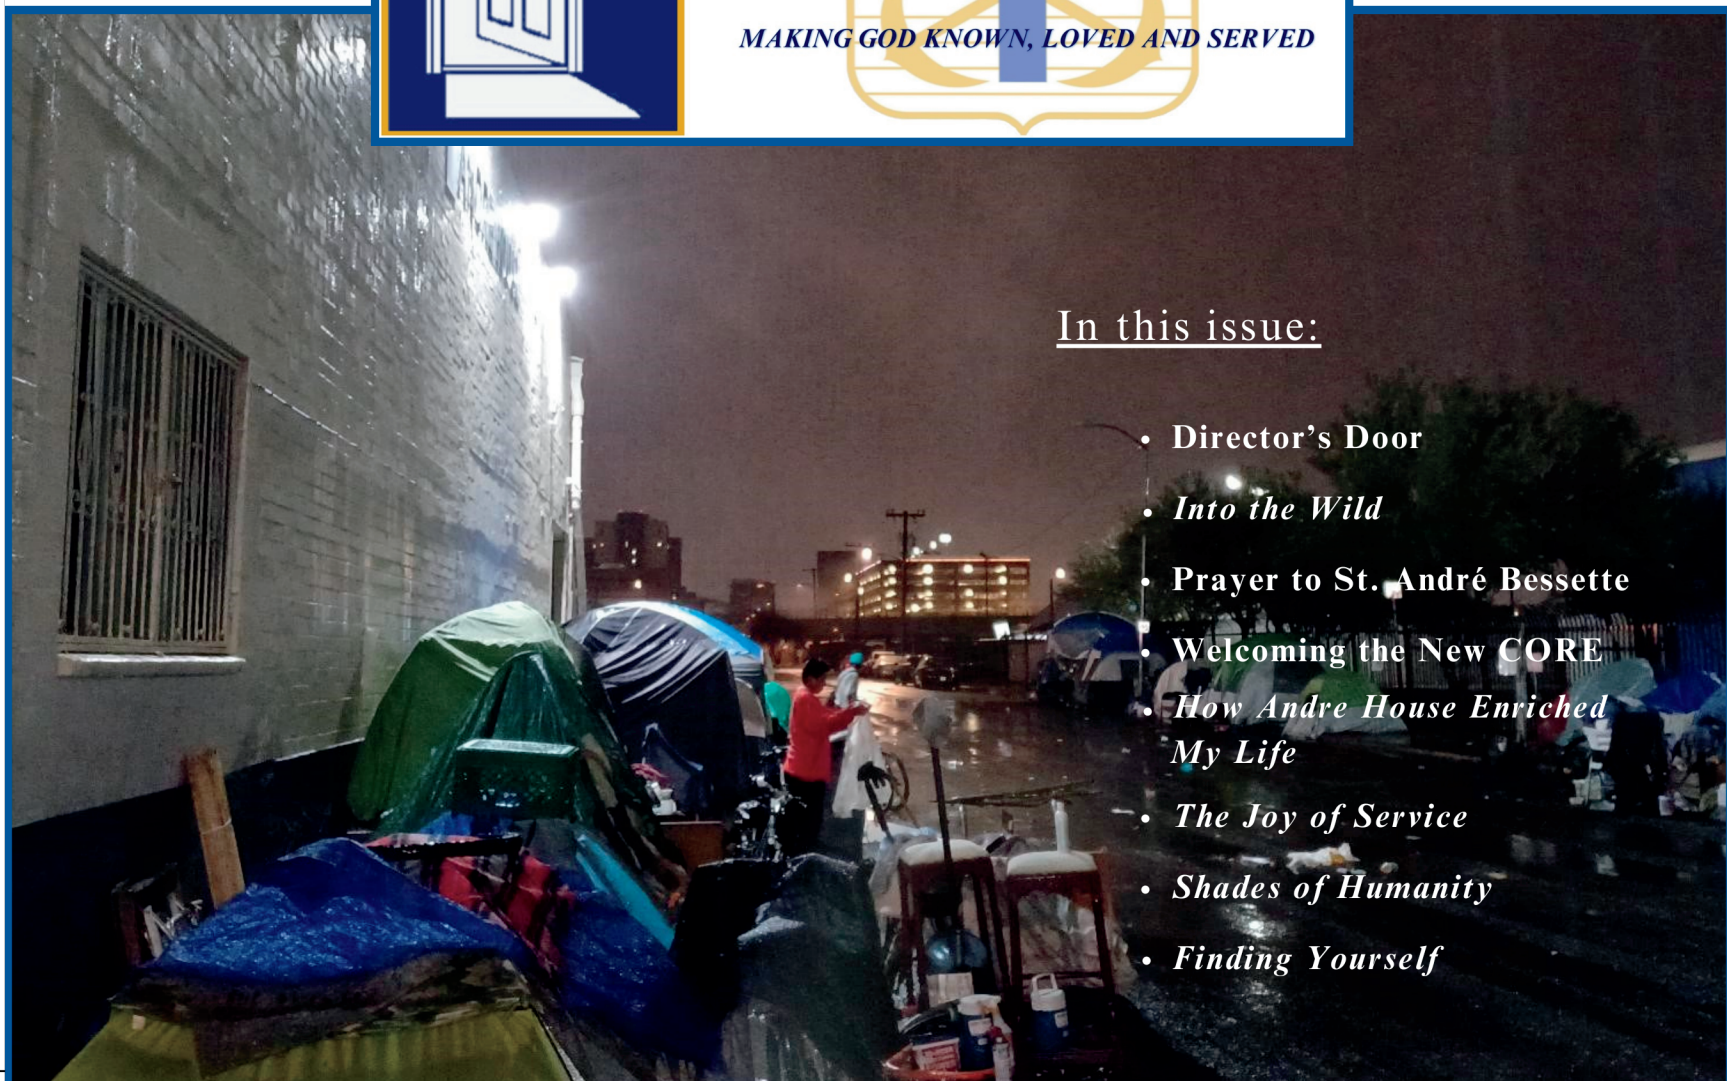 MAKING GOD KNOWN, LOVED AND SERVED
In this issue:
• Director’s Door
• Into the Wild
• Prayer to St. André Bessette
• Welcoming the New CORE
• How Andre House Enriched
My Life
• The Joy of Service
• Shades of Humanity
• Finding Yourself